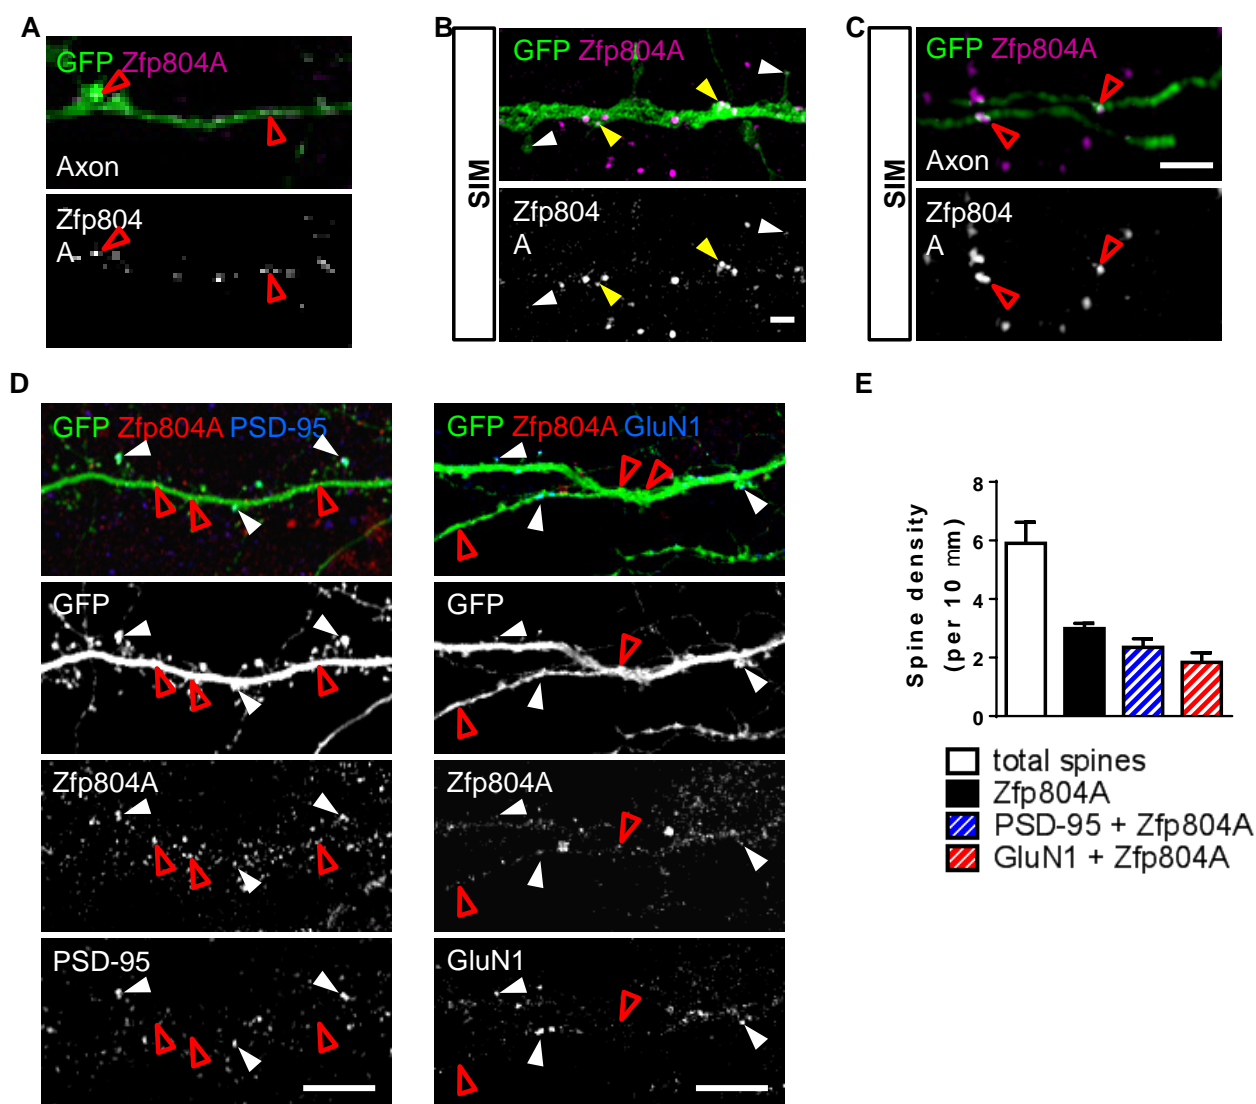 A
GFP Zfp804A
Axon
Zfp804
A
B
SIM
GFP Zfp804A
Zfp804
A
C
SIM
GFP Zfp804A
Axon
Zfp804
A
D
GFP Zfp804A PSD-95
GFP
Zfp804A
PSD-95
GFP Zfp804A GluN1
GFP
Zfp804A
GluN1
E
Spine density
(per 10 mm)
8
6
4
2
0
total spines
Zfp804A
PSD-95 + Zfp804A
GluN1 + Zfp804A